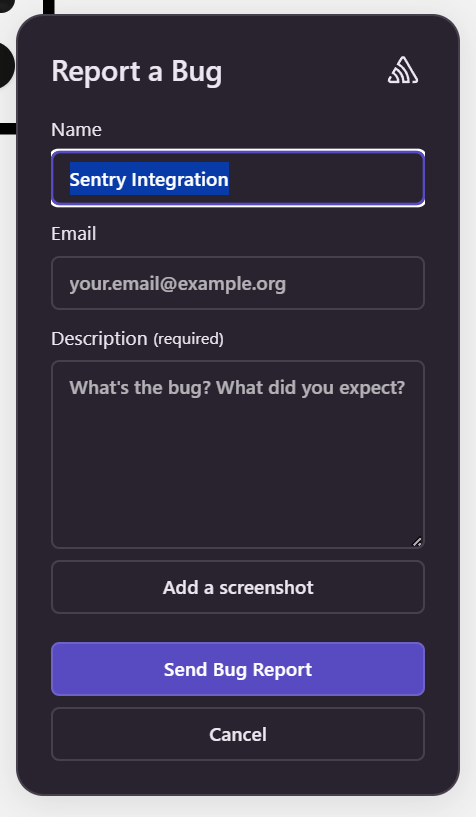 Report a Bug
Name
Sentry Integration
Email
your.email@example.org
Description (required)
What's the bug? What did you expect?
Add a screenshot
Send Bug Report
Cancel